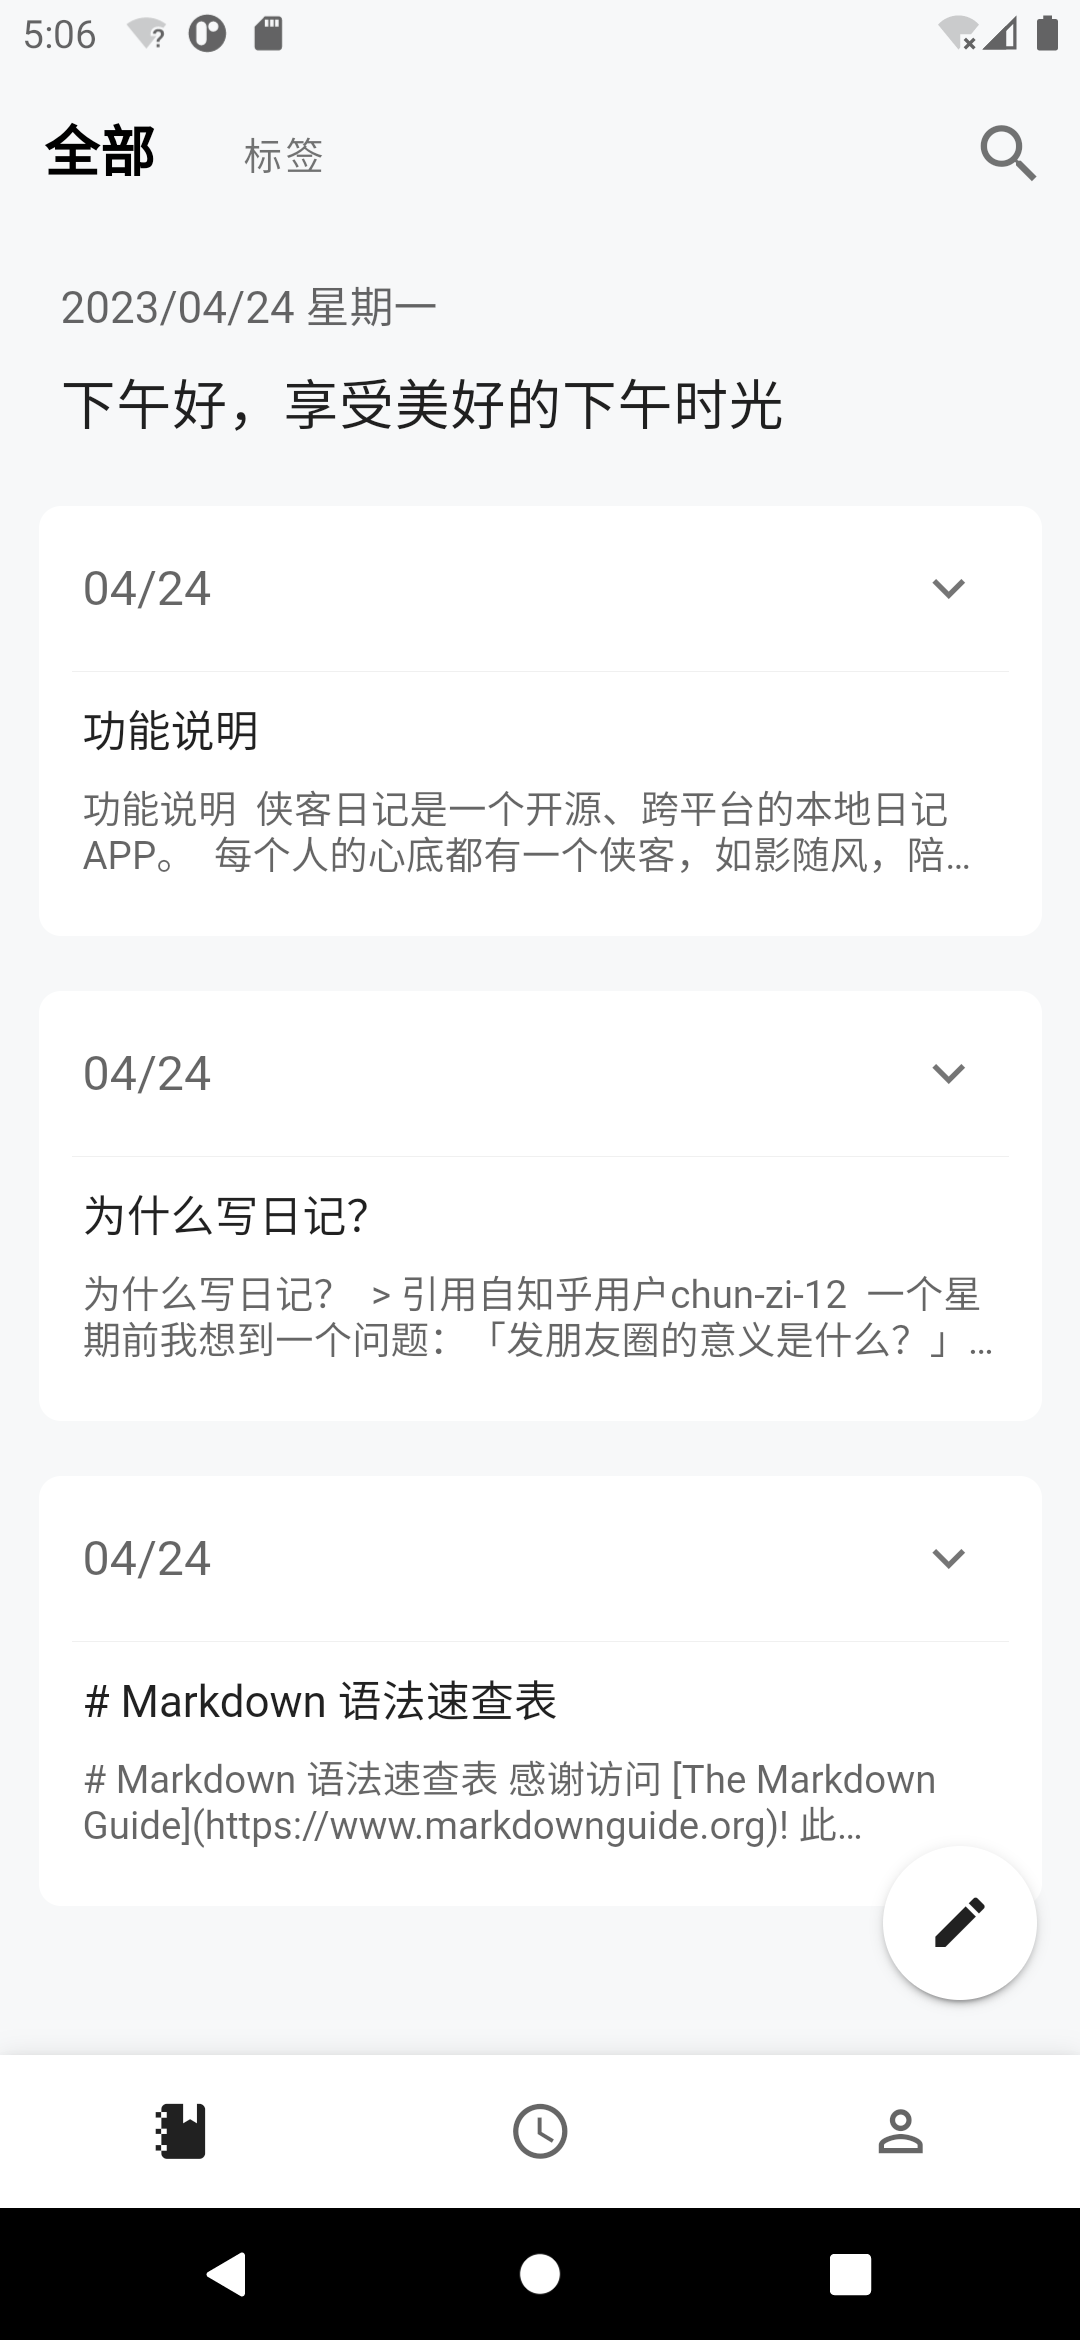 5:06
全部
标签
2023/04/24 星期一
下午好，享受美好的下午时光
04/24
功能说明
功能说明 侠客日记是一个开源、跨平台的本地日记
APP。 每个人的心底都有一个侠客，如影随风，陪...
04/24
为什么写日记？
为什么写日记？ > 引用自知乎用户chun-zi-12 一个星
期前我想到一个问题：「发朋友圈的意义是什么？」...
04/24
# Markdown 语法速查表
# Markdown 语法速查表 感谢访问 [The Markdown
Guide](https://www.markdownguide.org)! 此...